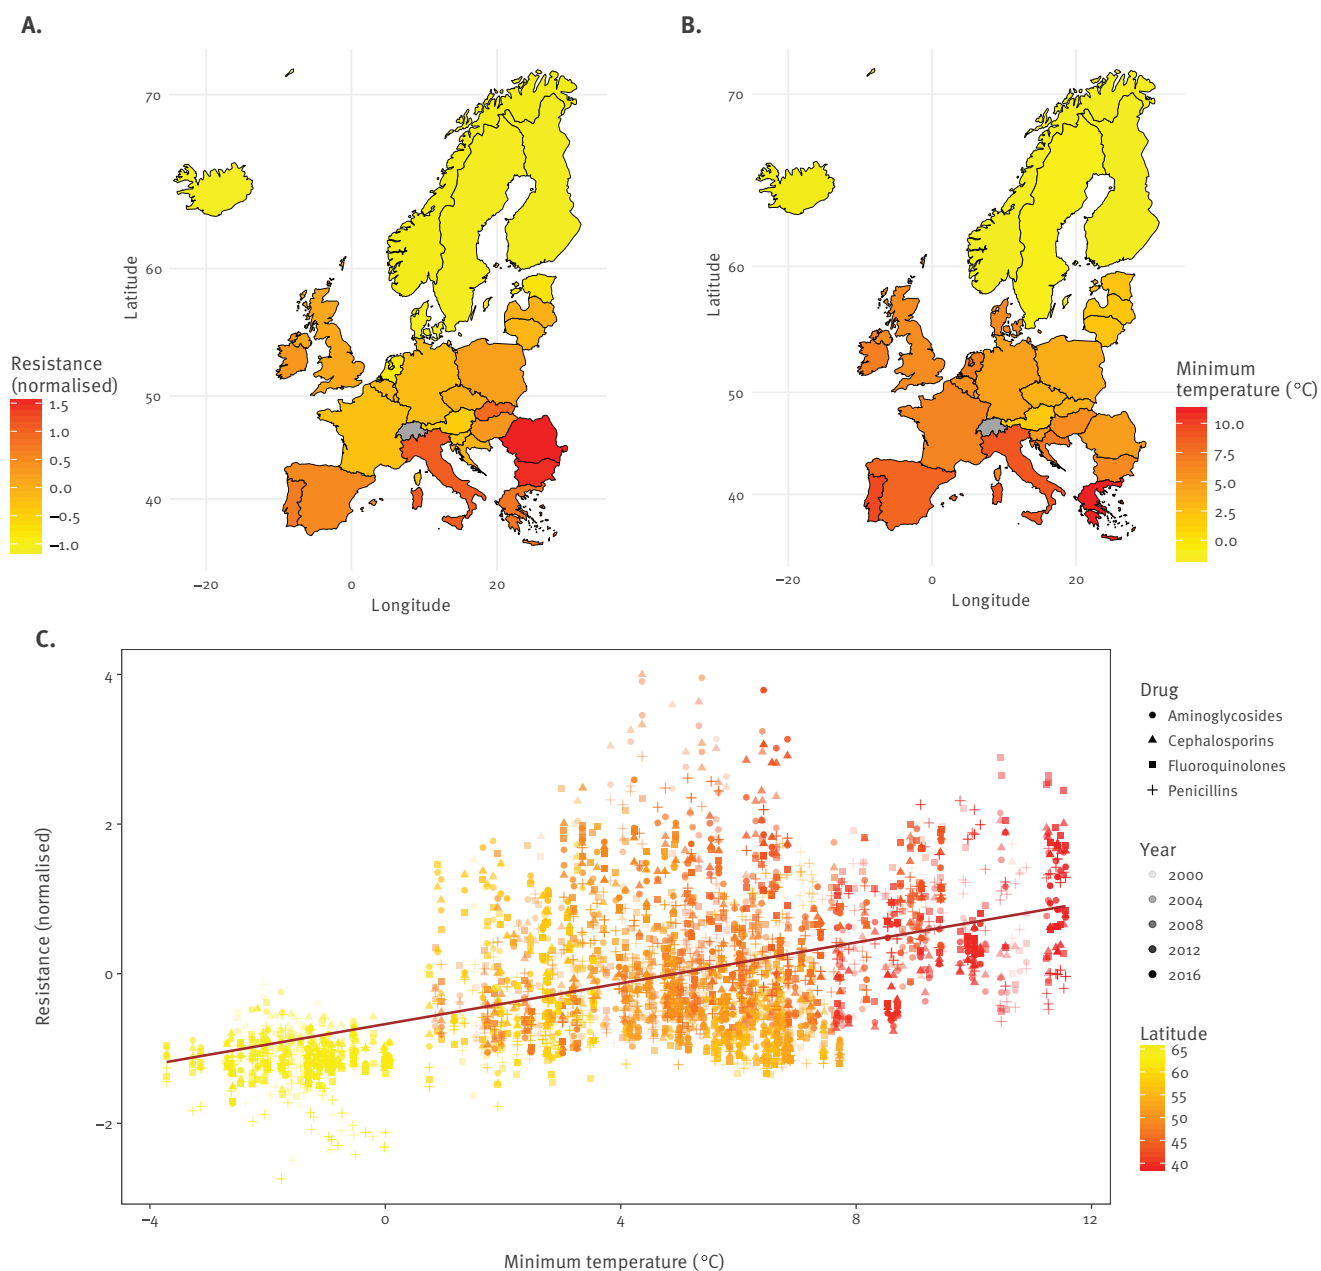 A.
B.
70
60
50
40
Latitude
−20
0
20
Longitude
Resistance
(normalised)
1.5
1.0
0.5
0.0
−0.5
−1.0
70
60
50
40
Latitude
−20
0
20
Longitude
Minimum
temperature (°C)
10.0
7.5
5.0
2.5
0.0
C.
4
2
0
−2
Resistance (normalised)
−4
0
4
8
12
Minimum temperature (°C)
Drug
Aminoglycosides
Cephalosporins
Fluoroquinolones
Penicillins
Year
2000
2004
2008
2012
2016
Latitude
65
60
55
50
45
40